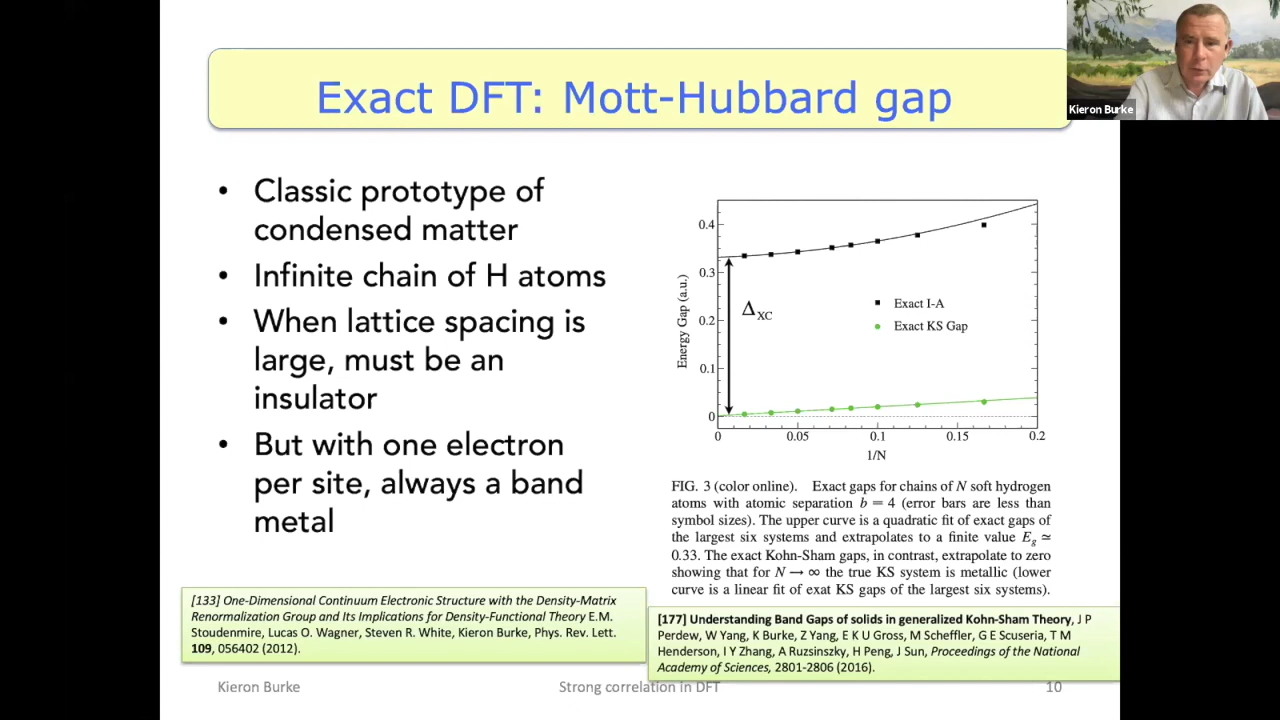 Exact DFT: Mott-Hubbard gap
Kieron Burke
• Classic prototype of
condensed matter
• Infinite chain of H atoms
• When lattice spacing is
large, must be an
insulator
• But with one electron
per site, always a band
metal
0.4
0.3
0.2
0.1
0
Energy Gap (a.u.)
Δxc
Exact I-A
Exact KS Gap
0 0.05 0.1 0.15 0.2
1/N
FIG. 3 (color online). Exact gaps for chains of N soft hydrogen
atoms with atomic separation b = 4 (error bars are less than
symbol sizes). The upper curve is a quadratic fit of exact gaps of
the largest six systems and extrapolates to a finite value Eg ≃
0.33. The exact Kohn-Sham gaps, in contrast, extrapolate to zero
showing that for N → ∞ the true KS system is metallic (lower
curve is a linear fit of exat KS gaps of the largest six systems).
[133] One-Dimensional Continuum Electronic Structure with the Density-Matrix
Renormalization Group and Its Implications for Density-Functional Theory E.M.
Stoudenmire, Lucas O. Wagner, Steven R. White, Kieron Burke, Phys. Rev. Lett.
109, 056402 (2012).
[177] Understanding Band Gaps of solids in generalized Kohn-Sham Theory, J P
Perdew, W Yang, K Burke, Z Yang, E K U Gross, M Scheffler, G E Scuseria, T M
Henderson, I Y Zhang, A Ruzsinzky, H Peng, J Sun, Proceedings of the National
Academy of Sciences, 2801-2806 (2016).
Kieron Burke
Strong correlation in DFT
10